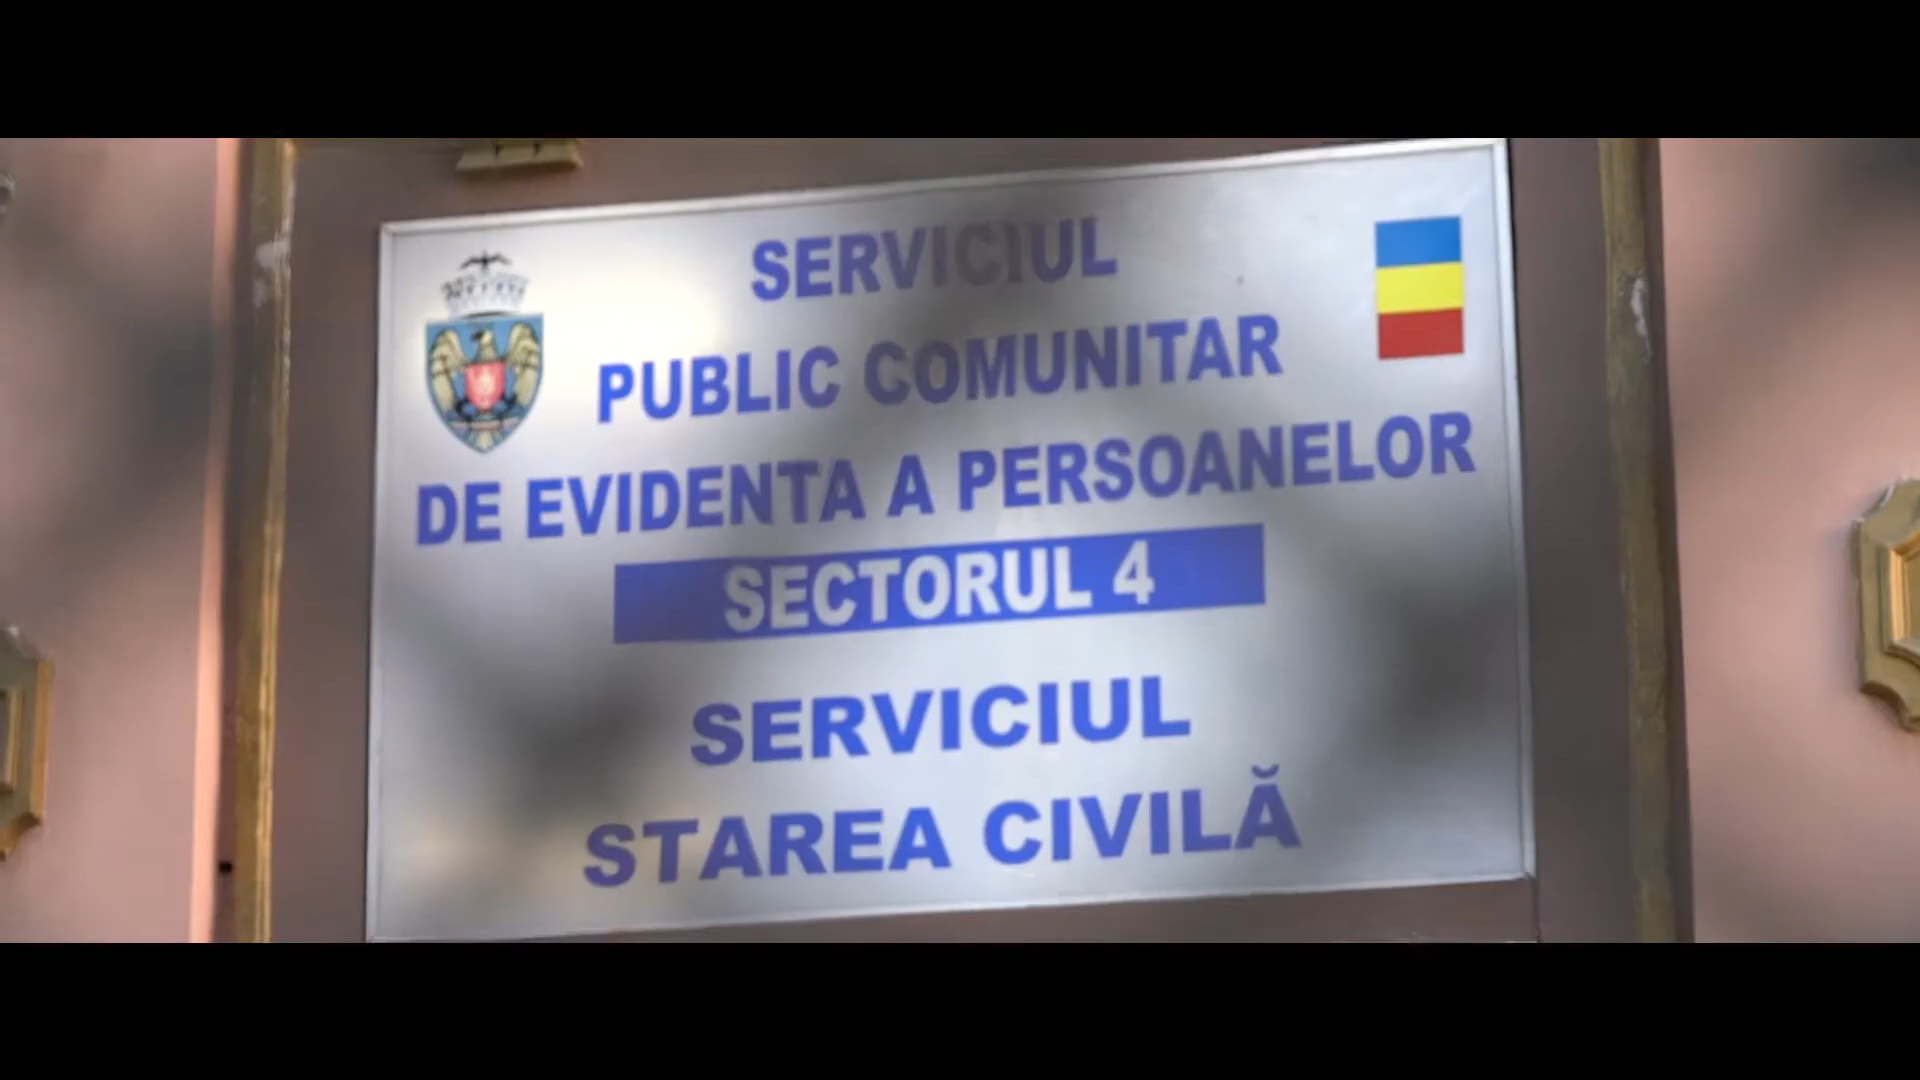 SERVICIUL
PUBLIC COMUNITAR
DE EVIDENTA A PERSOANELOR
SECTORUL 4
SERVICIUL
STAREA CIVILĂ